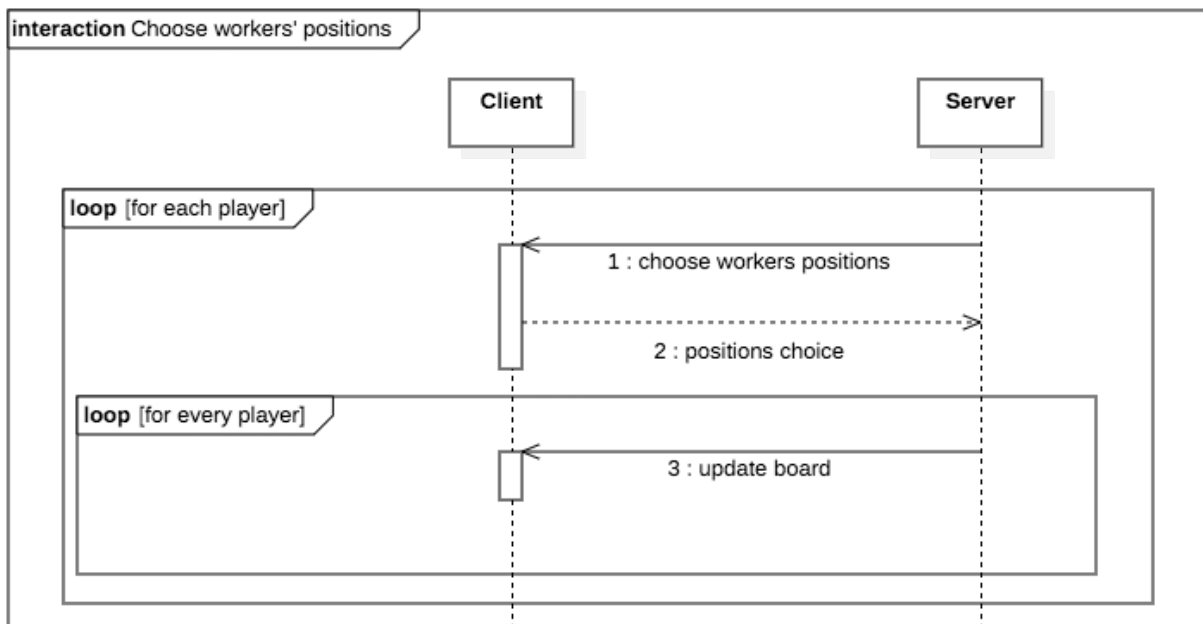 interaction Choose workers' positions
Client
Server
loop [for each player]
1 : choose workers positions
2 : positions choice
loop [for every player]
3 : update board